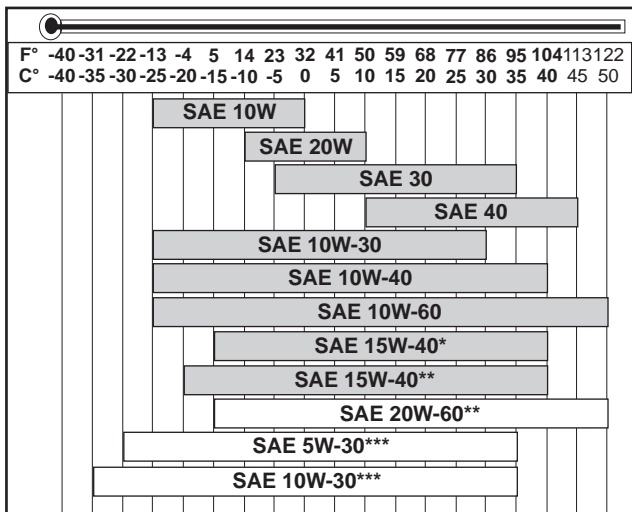 F° -40 -31 -22 -13 -4 5 14 23 32 41 50 59 68 77 86 95 104 113 122
C° -40 -35 -30 -25 -20 -15 -10 -5 0 5 10 15 20 25 30 35 40 45 50
SAE 10W
SAE 20W
SAE 30
SAE 40
SAE 10W-30
SAE 10W-40
SAE 10W-60
SAE 15W-40*
SAE 15W-40**
SAE 20W-60**
SAE 5W-30***
SAE 10W-30***